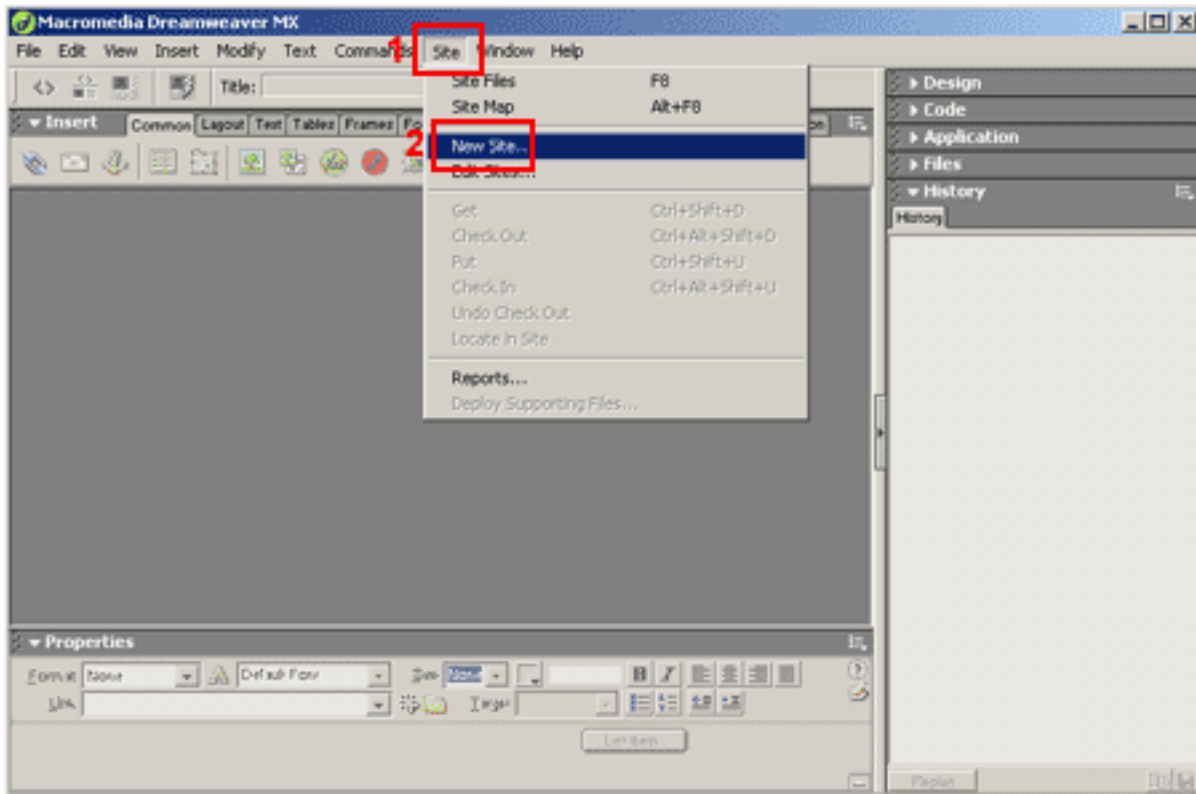 Macromedia Dreamweaver MX
File Edit View Insert Modify Text Commands Site Window Help
1
Title:
Site Files F8
Site Map Alt+F8
2
New Site...
Edit Sites...
Get Ctrl+Shift+D
Check Out Ctrl+Alt+Shift+D
Put Ctrl+Shift+U
Check In Ctrl+Alt+Shift+U
Undo Check Out
Locate in Site
Reports...
Deploy Supporting Files...
Insert
Common Layout Text Tables Frames
Design
Code
Application
Files
History
History
Properties
Format None Default Font Size None B I
Link Target
List Item
Replay